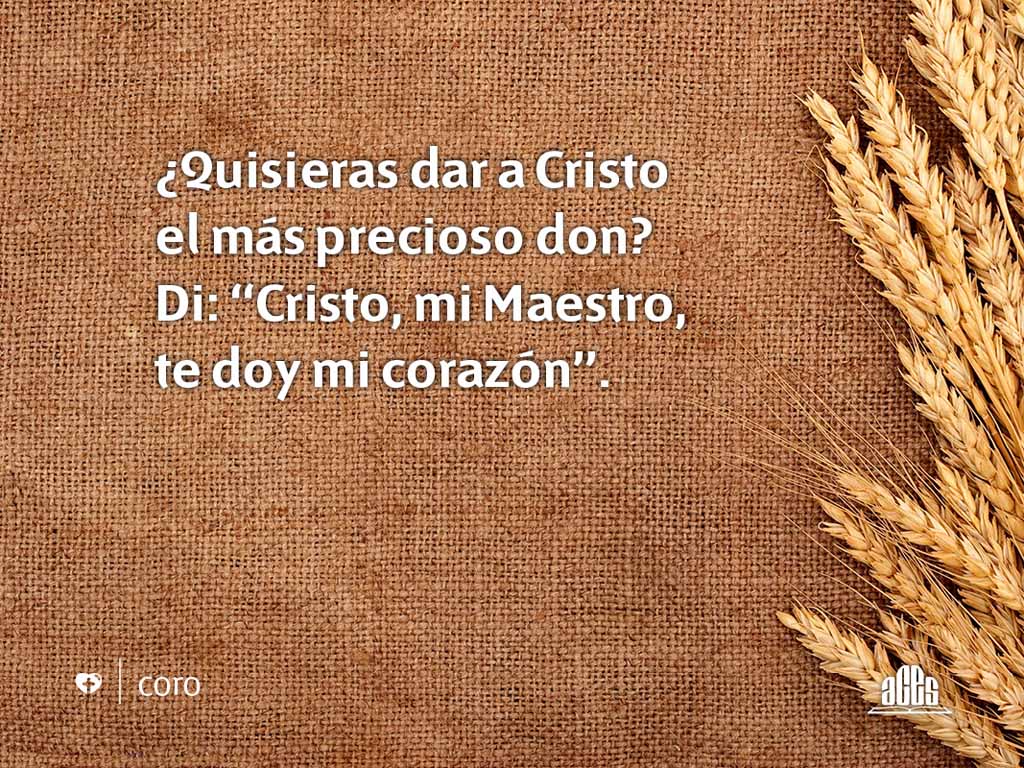 ¿Quisieras dar a Cristo
el más precioso don?
Di: “Cristo, mi Maestro,
te doy mi corazón”.
coro
aces